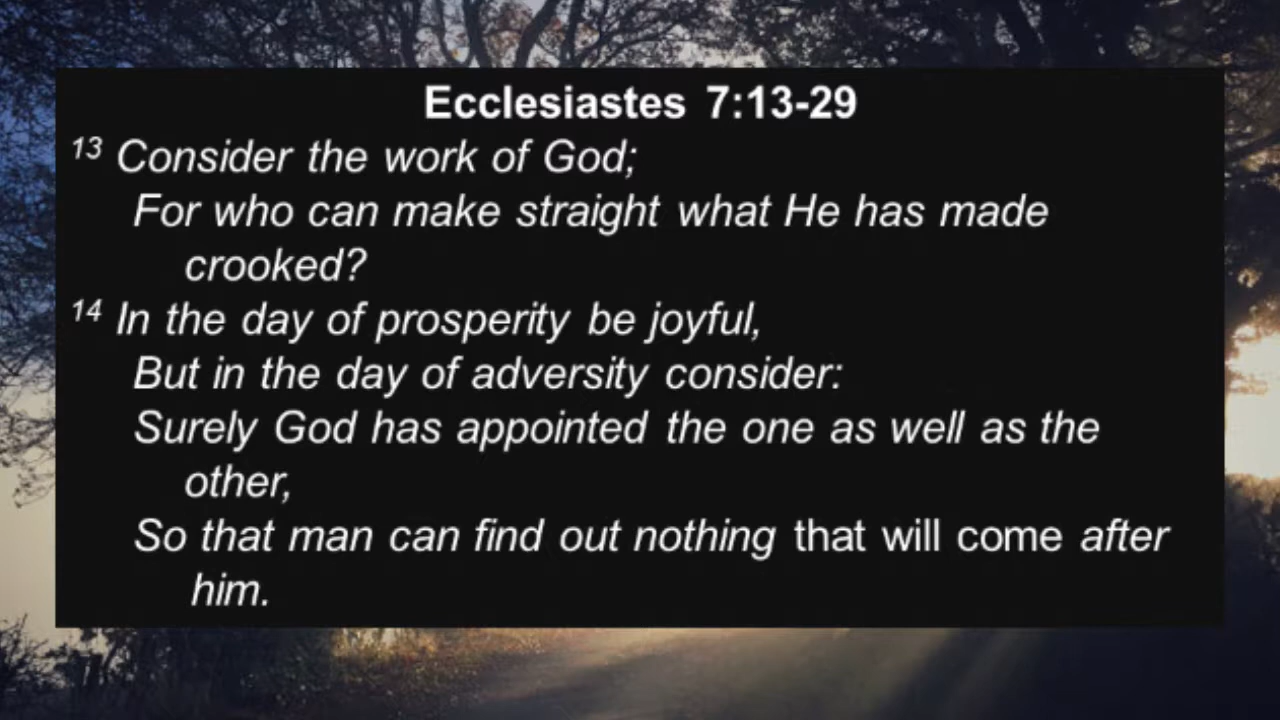 Ecclesiastes 7:13-29
13 Consider the work of God;
For who can make straight what He has made
crooked?
14 In the day of prosperity be joyful,
But in the day of adversity consider:
Surely God has appointed the one as well as the
other,
So that man can find out nothing that will come after
him.